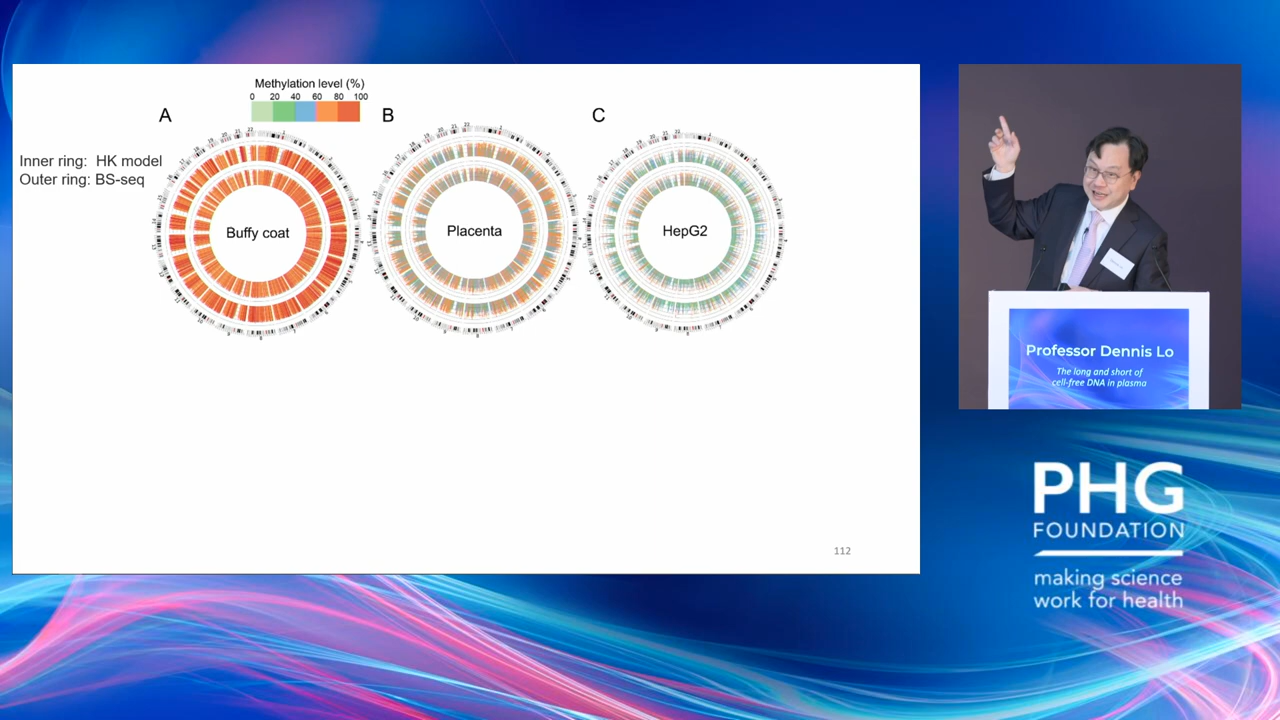 Methylation level (%)
0 20 40 60 80 100
A
B
C
Inner ring: HK model
Outer ring: BS-seq
Buffy coat
Placenta
HepG2
112
Professor Dennis Lo
The long and short of
cell-free DNA in plasma
PHG
FOUNDATION
making science
work for health